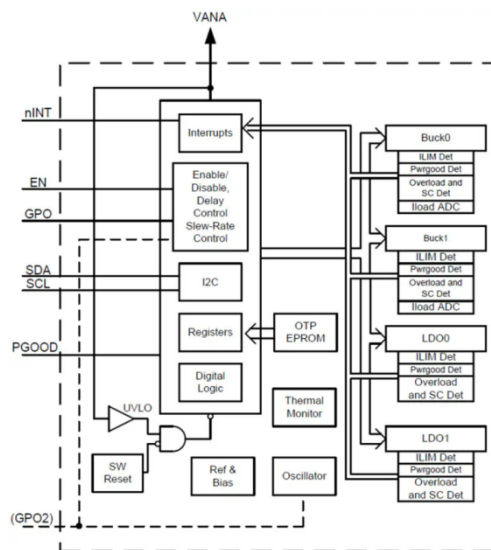 VANA
nINT
EN
GPO
SDA
SCL
PGOOD
(GPO2)
Interrupts
Enable/
Disable,
Delay
Control
Slew-Rate
Control
I2C
Registers
Digital
Logic
OTP
EPROM
UVLO
SW
Reset
Thermal
Monitor
Ref &
Bias
Oscillator
Buck0
ILIM Det
Pwrgood Det
Overload and
SC Det
Iload ADC
Buck1
ILIM Det
Pwrgood Det
Overload and
SC Det
Iload ADC
LDO0
ILIM Det
Pwrgood Det
Overload
and SC Det
LDO1
ILIM Det
Pwrgood Det
Overload
and SC Det